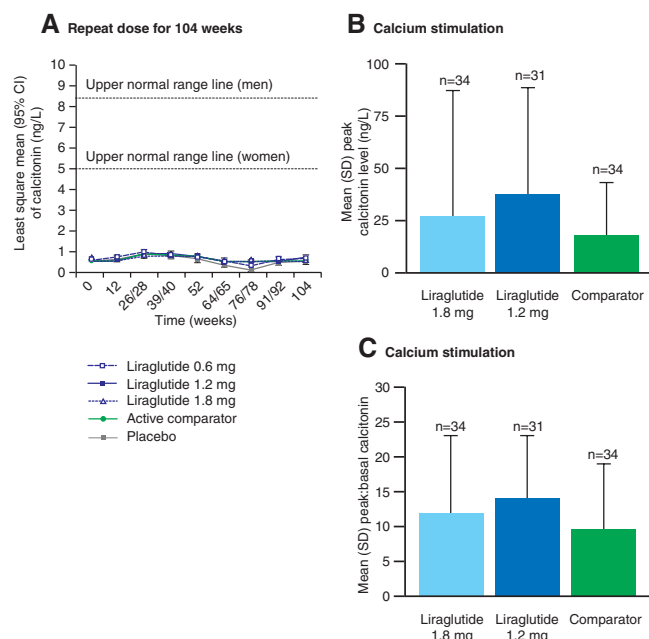 A Repeat dose for 104 weeks
Least square mean (95% CI)
of calcitonin (ng/L)
10
9
8
7
6
5
4
3
2
1
0
Upper normal range line (men)
Upper normal range line (women)
0
12
26/28
39/40
52
64/65
76/78
91/92
104
Time (weeks)
Liraglutide 0.6 mg
Liraglutide 1.2 mg
Liraglutide 1.8 mg
Active comparator
Placebo
B Calcium stimulation
Mean (SD) peak
calcitonin level (ng/L)
100
75
50
25
0
n=34
n=31
n=34
Liraglutide
1.8 mg
Liraglutide
1.2 mg
Comparator
C Calcium stimulation
Mean (SD) peak:basal calcitonin
30
25
20
15
10
5
0
n=34
n=31
n=34
Liraglutide
1.8 mg
Liraglutide
1.2 mg
Comparator